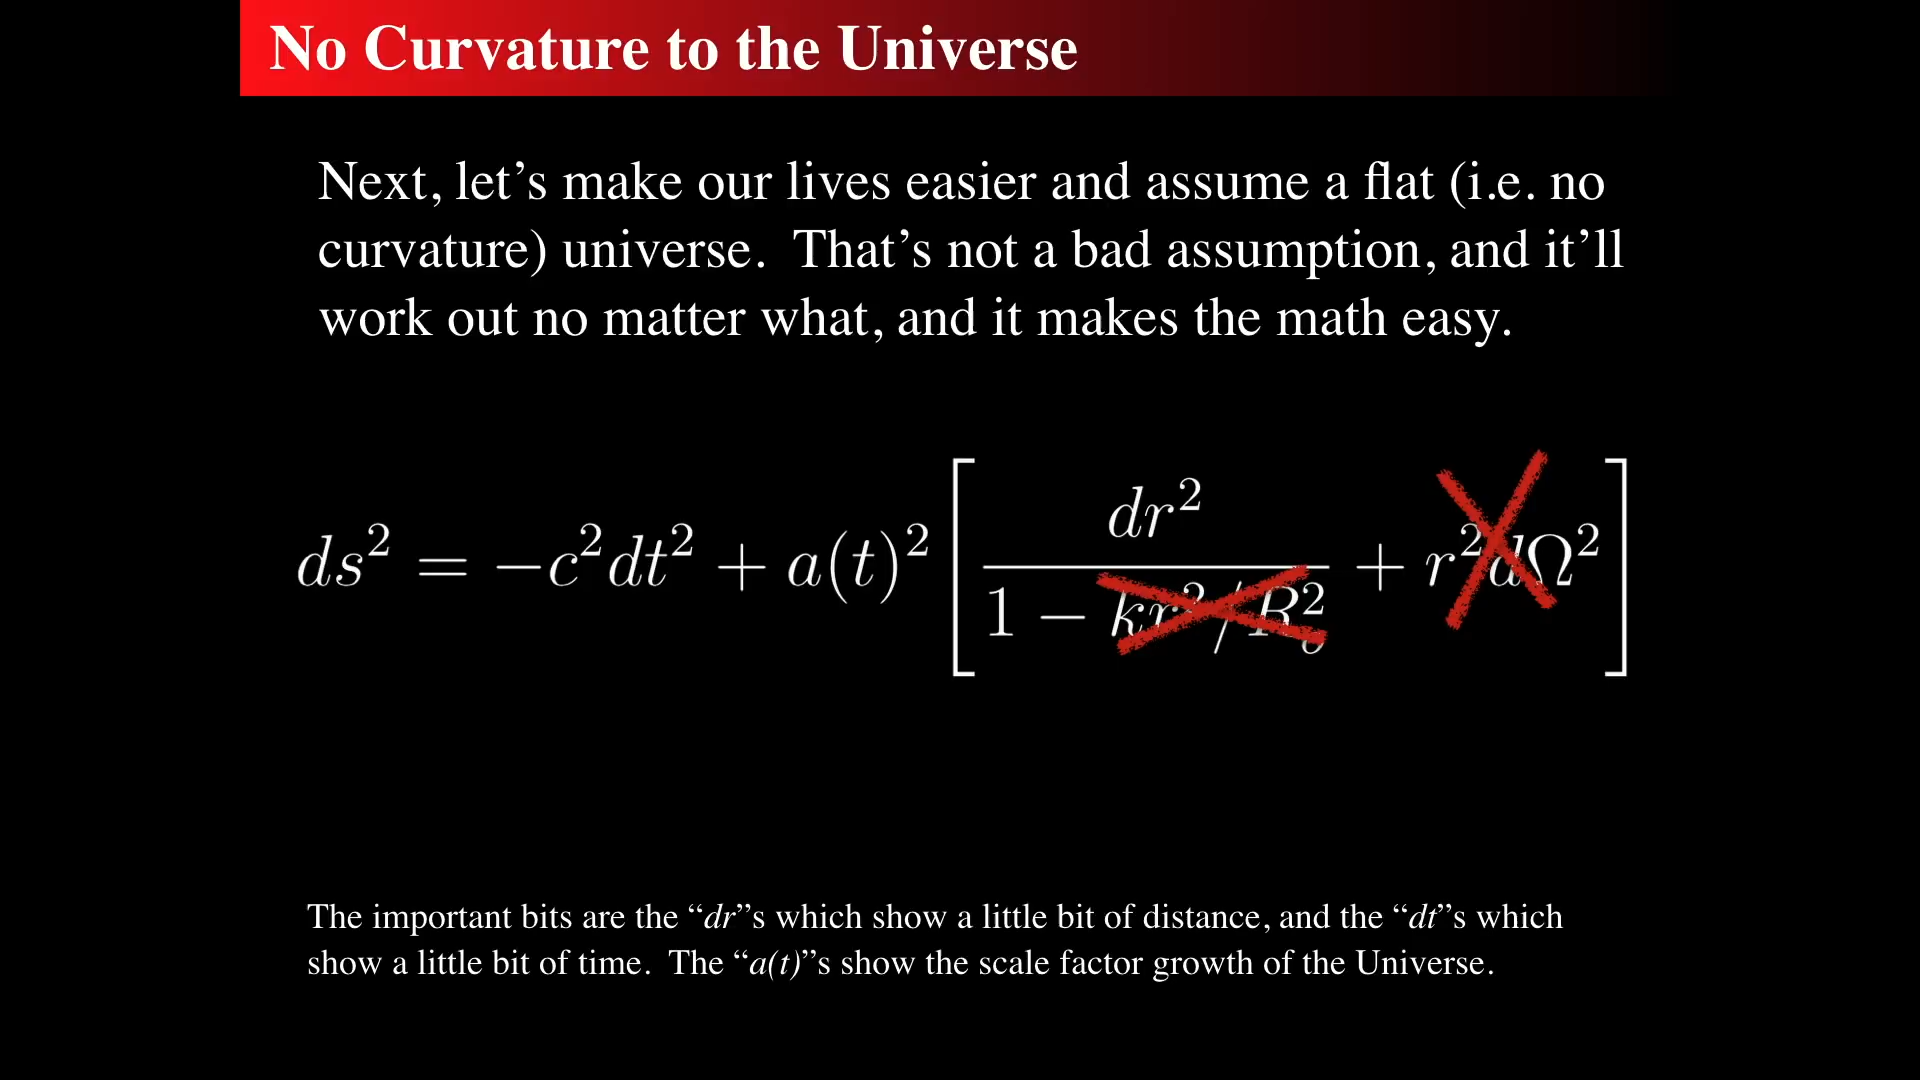 No Curvature to the Universe
Next, let’s make our lives easier and assume a flat (i.e. no
curvature) universe.  That’s not a bad assumption, and it’ll
work out no matter what, and it makes the math easy.
ds² = −c²dt² + a(t)² [ dr² / (1 − kr²/R₀²) + r²dΩ² ]
The important bits are the “dr”s which show a little bit of distance, and the “dt”s which
show a little bit of time.  The “a(t)”s show the scale factor growth of the Universe.